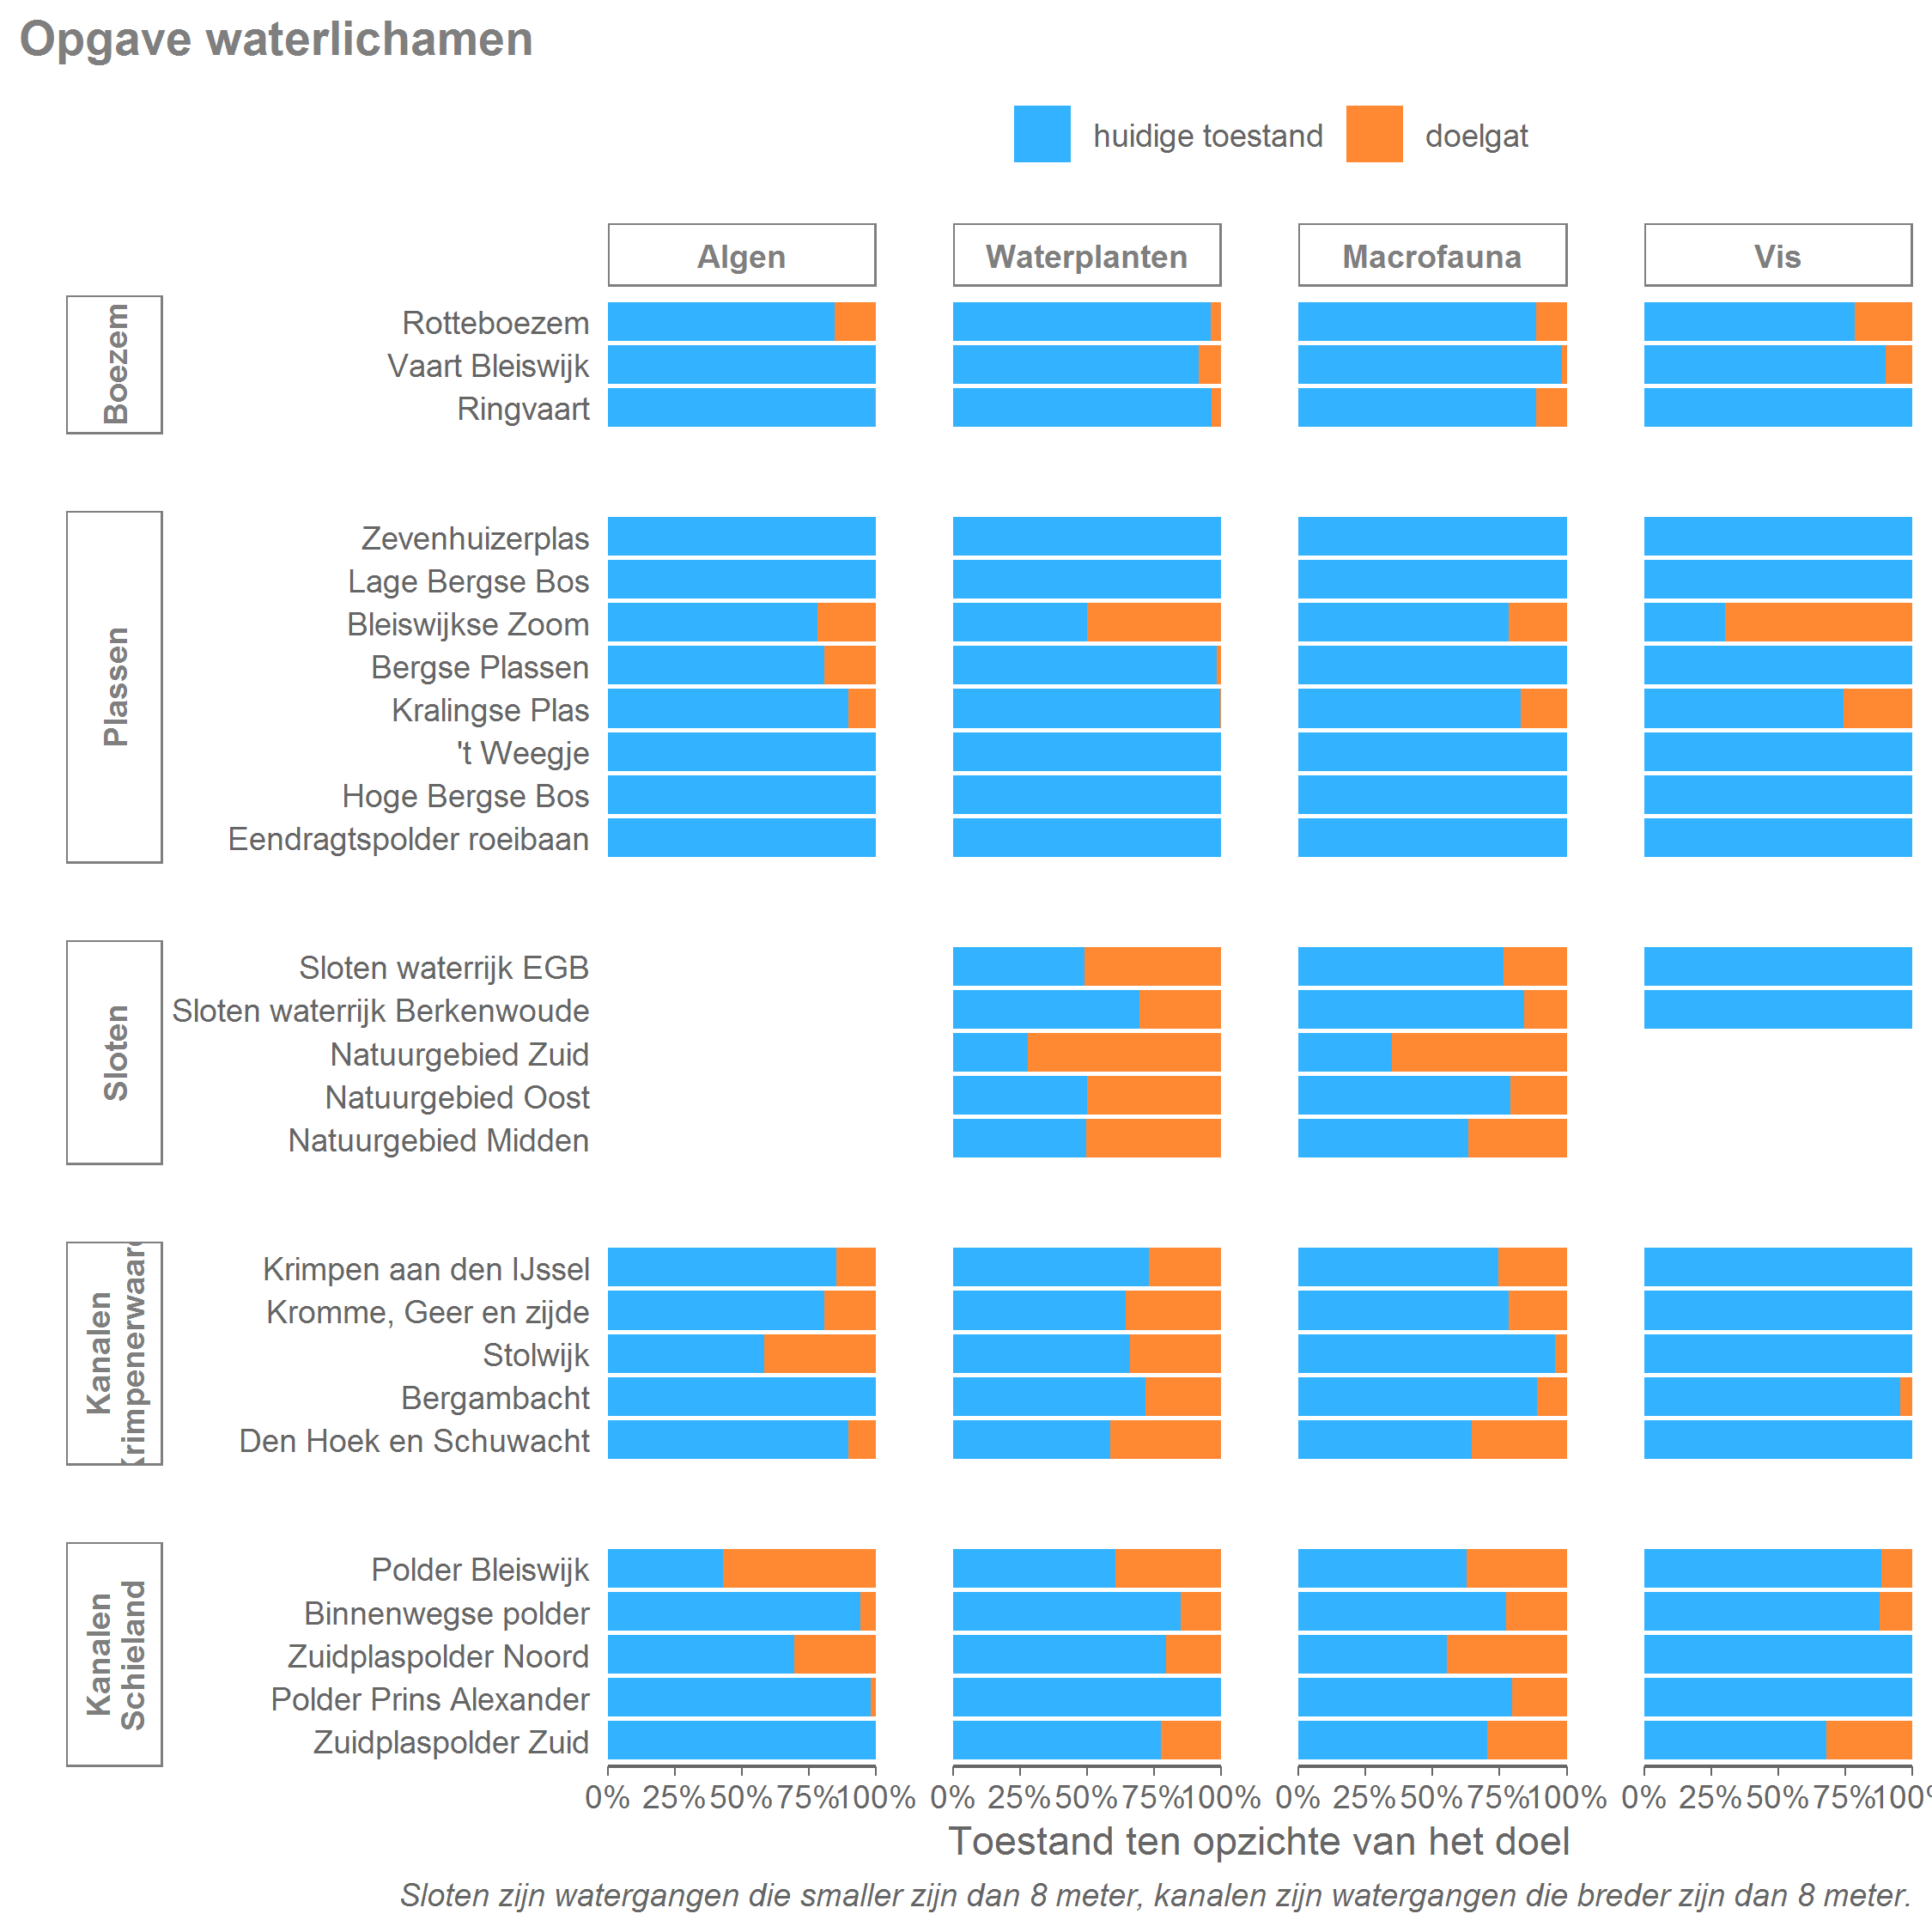 Opgave waterlichamen
huidige toestand doelgat
Algen Waterplanten Macrofauna Vis
Boezem
Rotteboezem
Vaart Bleiswijk
Ringvaart
Plassen
Zevenhuizerplas
Lage Bergse Bos
Bleiswijkse Zoom
Bergse Plassen
Kralingse Plas
't Weegje
Hoge Bergse Bos
Eendragtspolder roeibaan
Sloten
Sloten waterrijk EGB
Sloten waterrijk Berkenwoude
Natuurgebied Zuid
Natuurgebied Oost
Natuurgebied Midden
Kanalen
Krimpenerwaard
Krimpen aan den IJssel
Kromme, Geer en zijde
Stolwijk
Bergambacht
Den Hoek en Schuwacht
Kanalen
Schieland
Polder Bleiswijk
Binnenwegse polder
Zuidplaspolder Noord
Polder Prins Alexander
Zuidplaspolder Zuid
0% 25% 50% 75% 100% 0% 25% 50% 75% 100% 0% 25% 50% 75% 100% 0% 25% 50% 75% 100%
Toestand ten opzichte van het doel
Sloten zijn watergangen die smaller zijn dan 8 meter, kanalen zijn watergangen die breder zijn dan 8 meter.